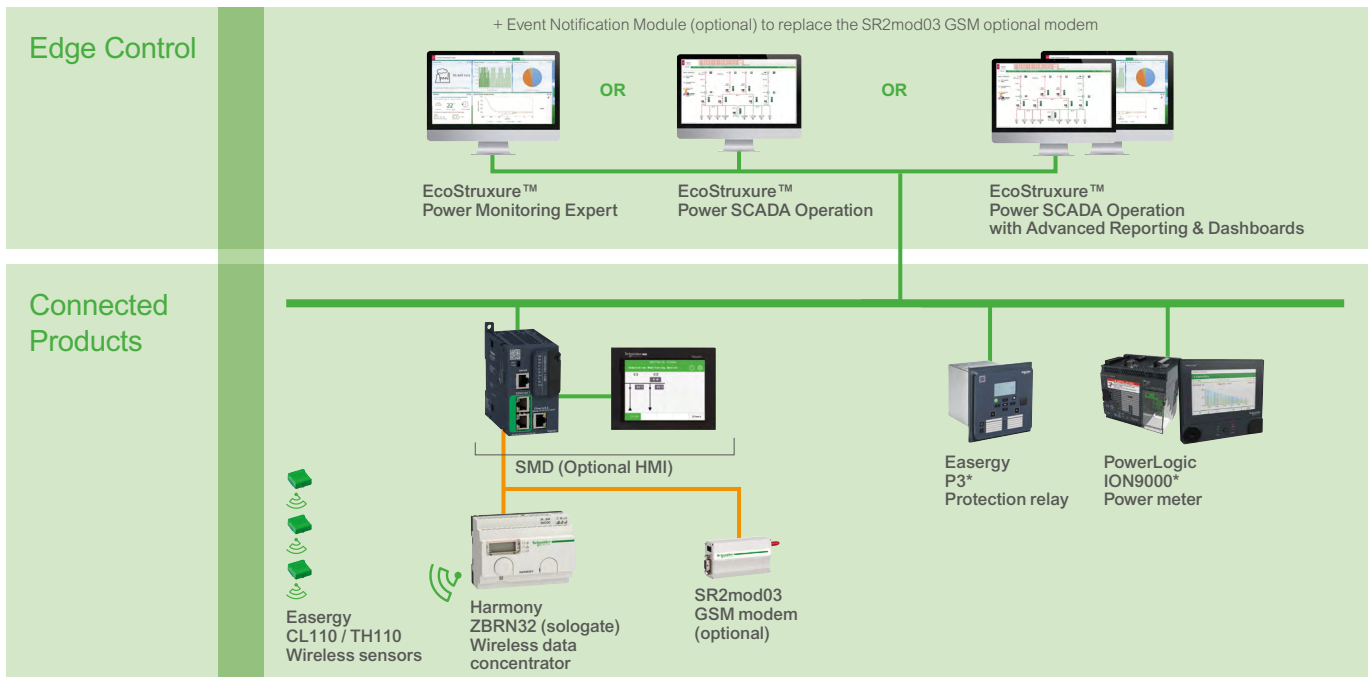 Edge Control
+ Event Notification Module (optional) to replace the SR2mod03 GSM optional modem
OR
OR
EcoStruxure™
Power Monitoring Expert
EcoStruxure™
Power SCADA Operation
EcoStruxure™
Power SCADA Operation
with Advanced Reporting & Dashboards
Connected
Products
SMD (Optional HMI)
Easergy
P3*
Protection relay
PowerLogic
ION9000*
Power meter
Easergy
CL110 / TH110
Wireless sensors
Harmony
ZBRN32 (sologate)
Wireless data
concentrator
SR2mod03
GSM modem
(optional)